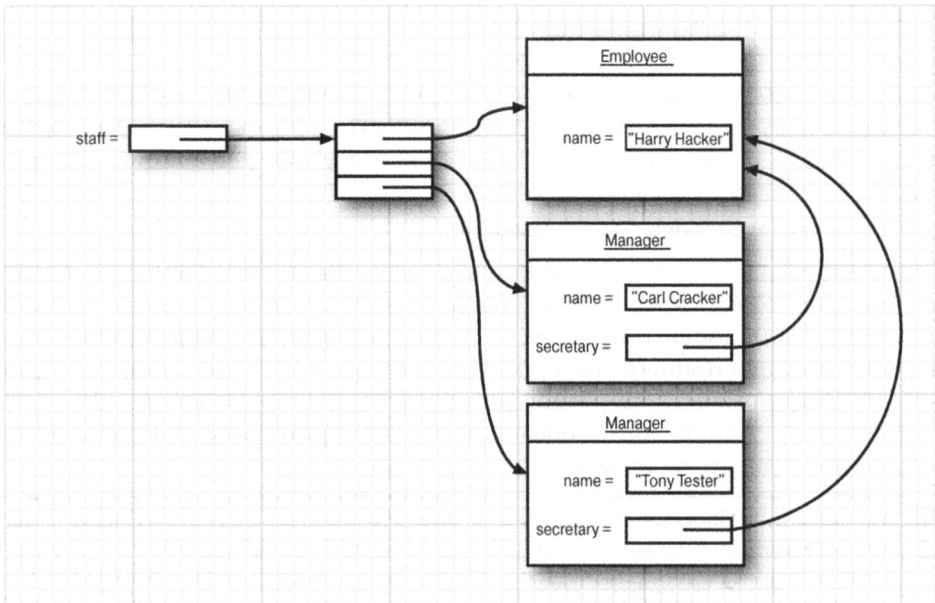 Employee
staff =
name = "Harry Hacker"
Manager
name = "Carl Cracker"
secretary =
Manager
name = "Tony Tester"
secretary =